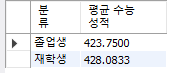 분류 평균 수능
성적
졸업생 423.7500
재학생 428.0833